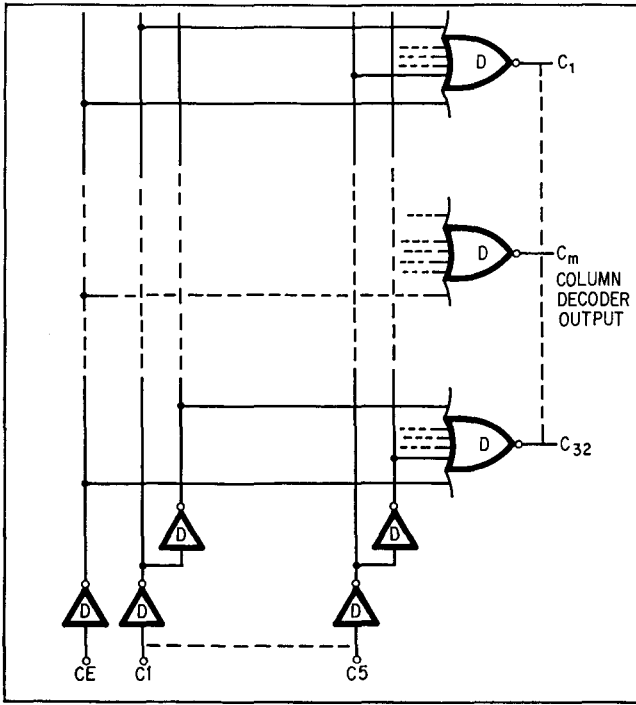 D C₁
D Cₘ
COLUMN
DECODER
OUTPUT
D C₃₂
D D
D D D
CE C1 C5